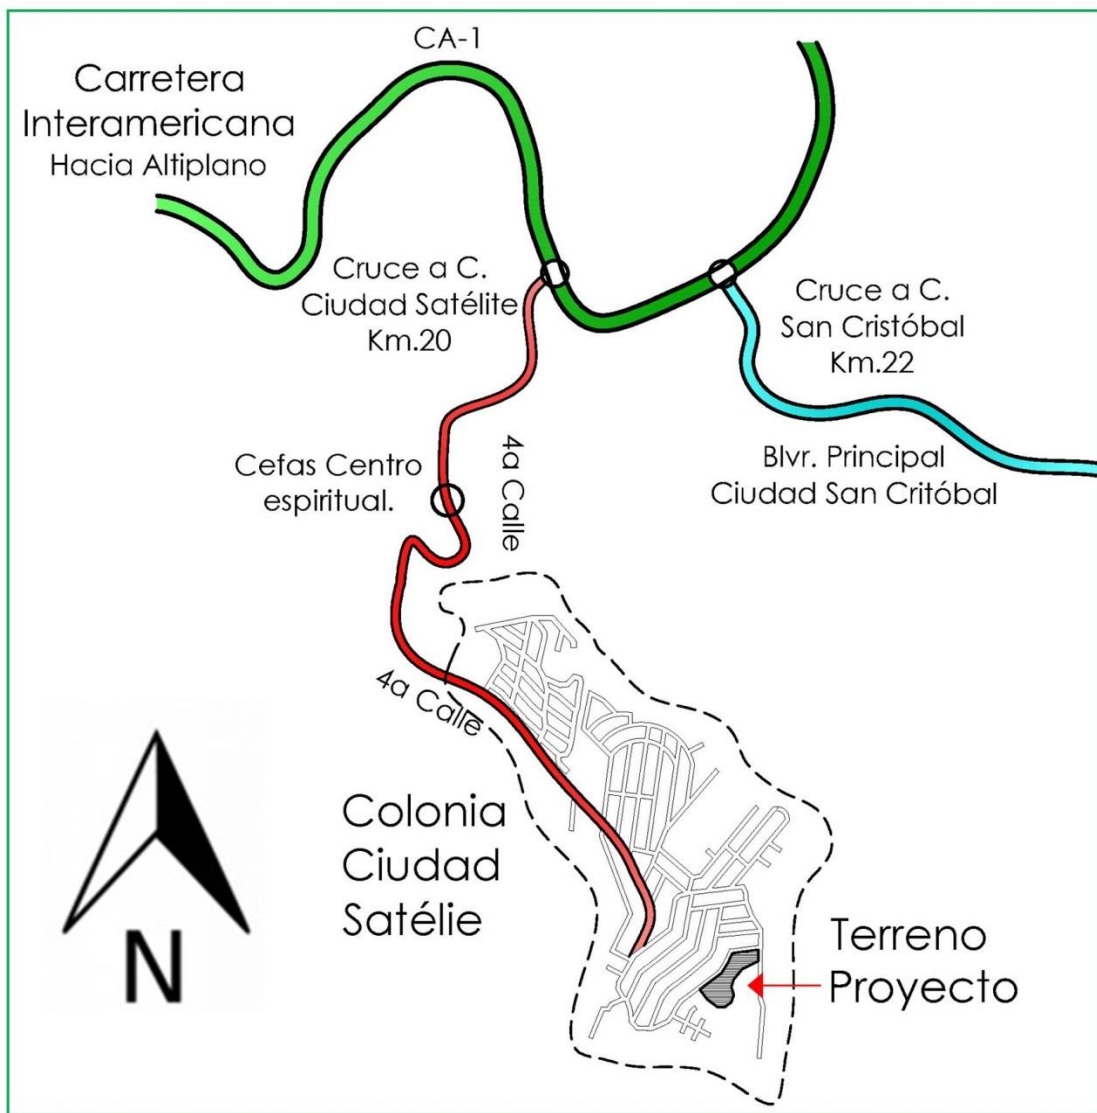 CA-1
Carretera
Interamericana
Hacia Altiplano
Cruce a C.
Ciudad Satélite
Km.20
Cruce a C.
San Cristóbal
Km.22
Cefas Centro
espiritual.
4a Calle
Blvr. Principal
Ciudad San Critóbal
4a Calle
Colonia
Ciudad
Satélie
Terreno
Proyecto
N